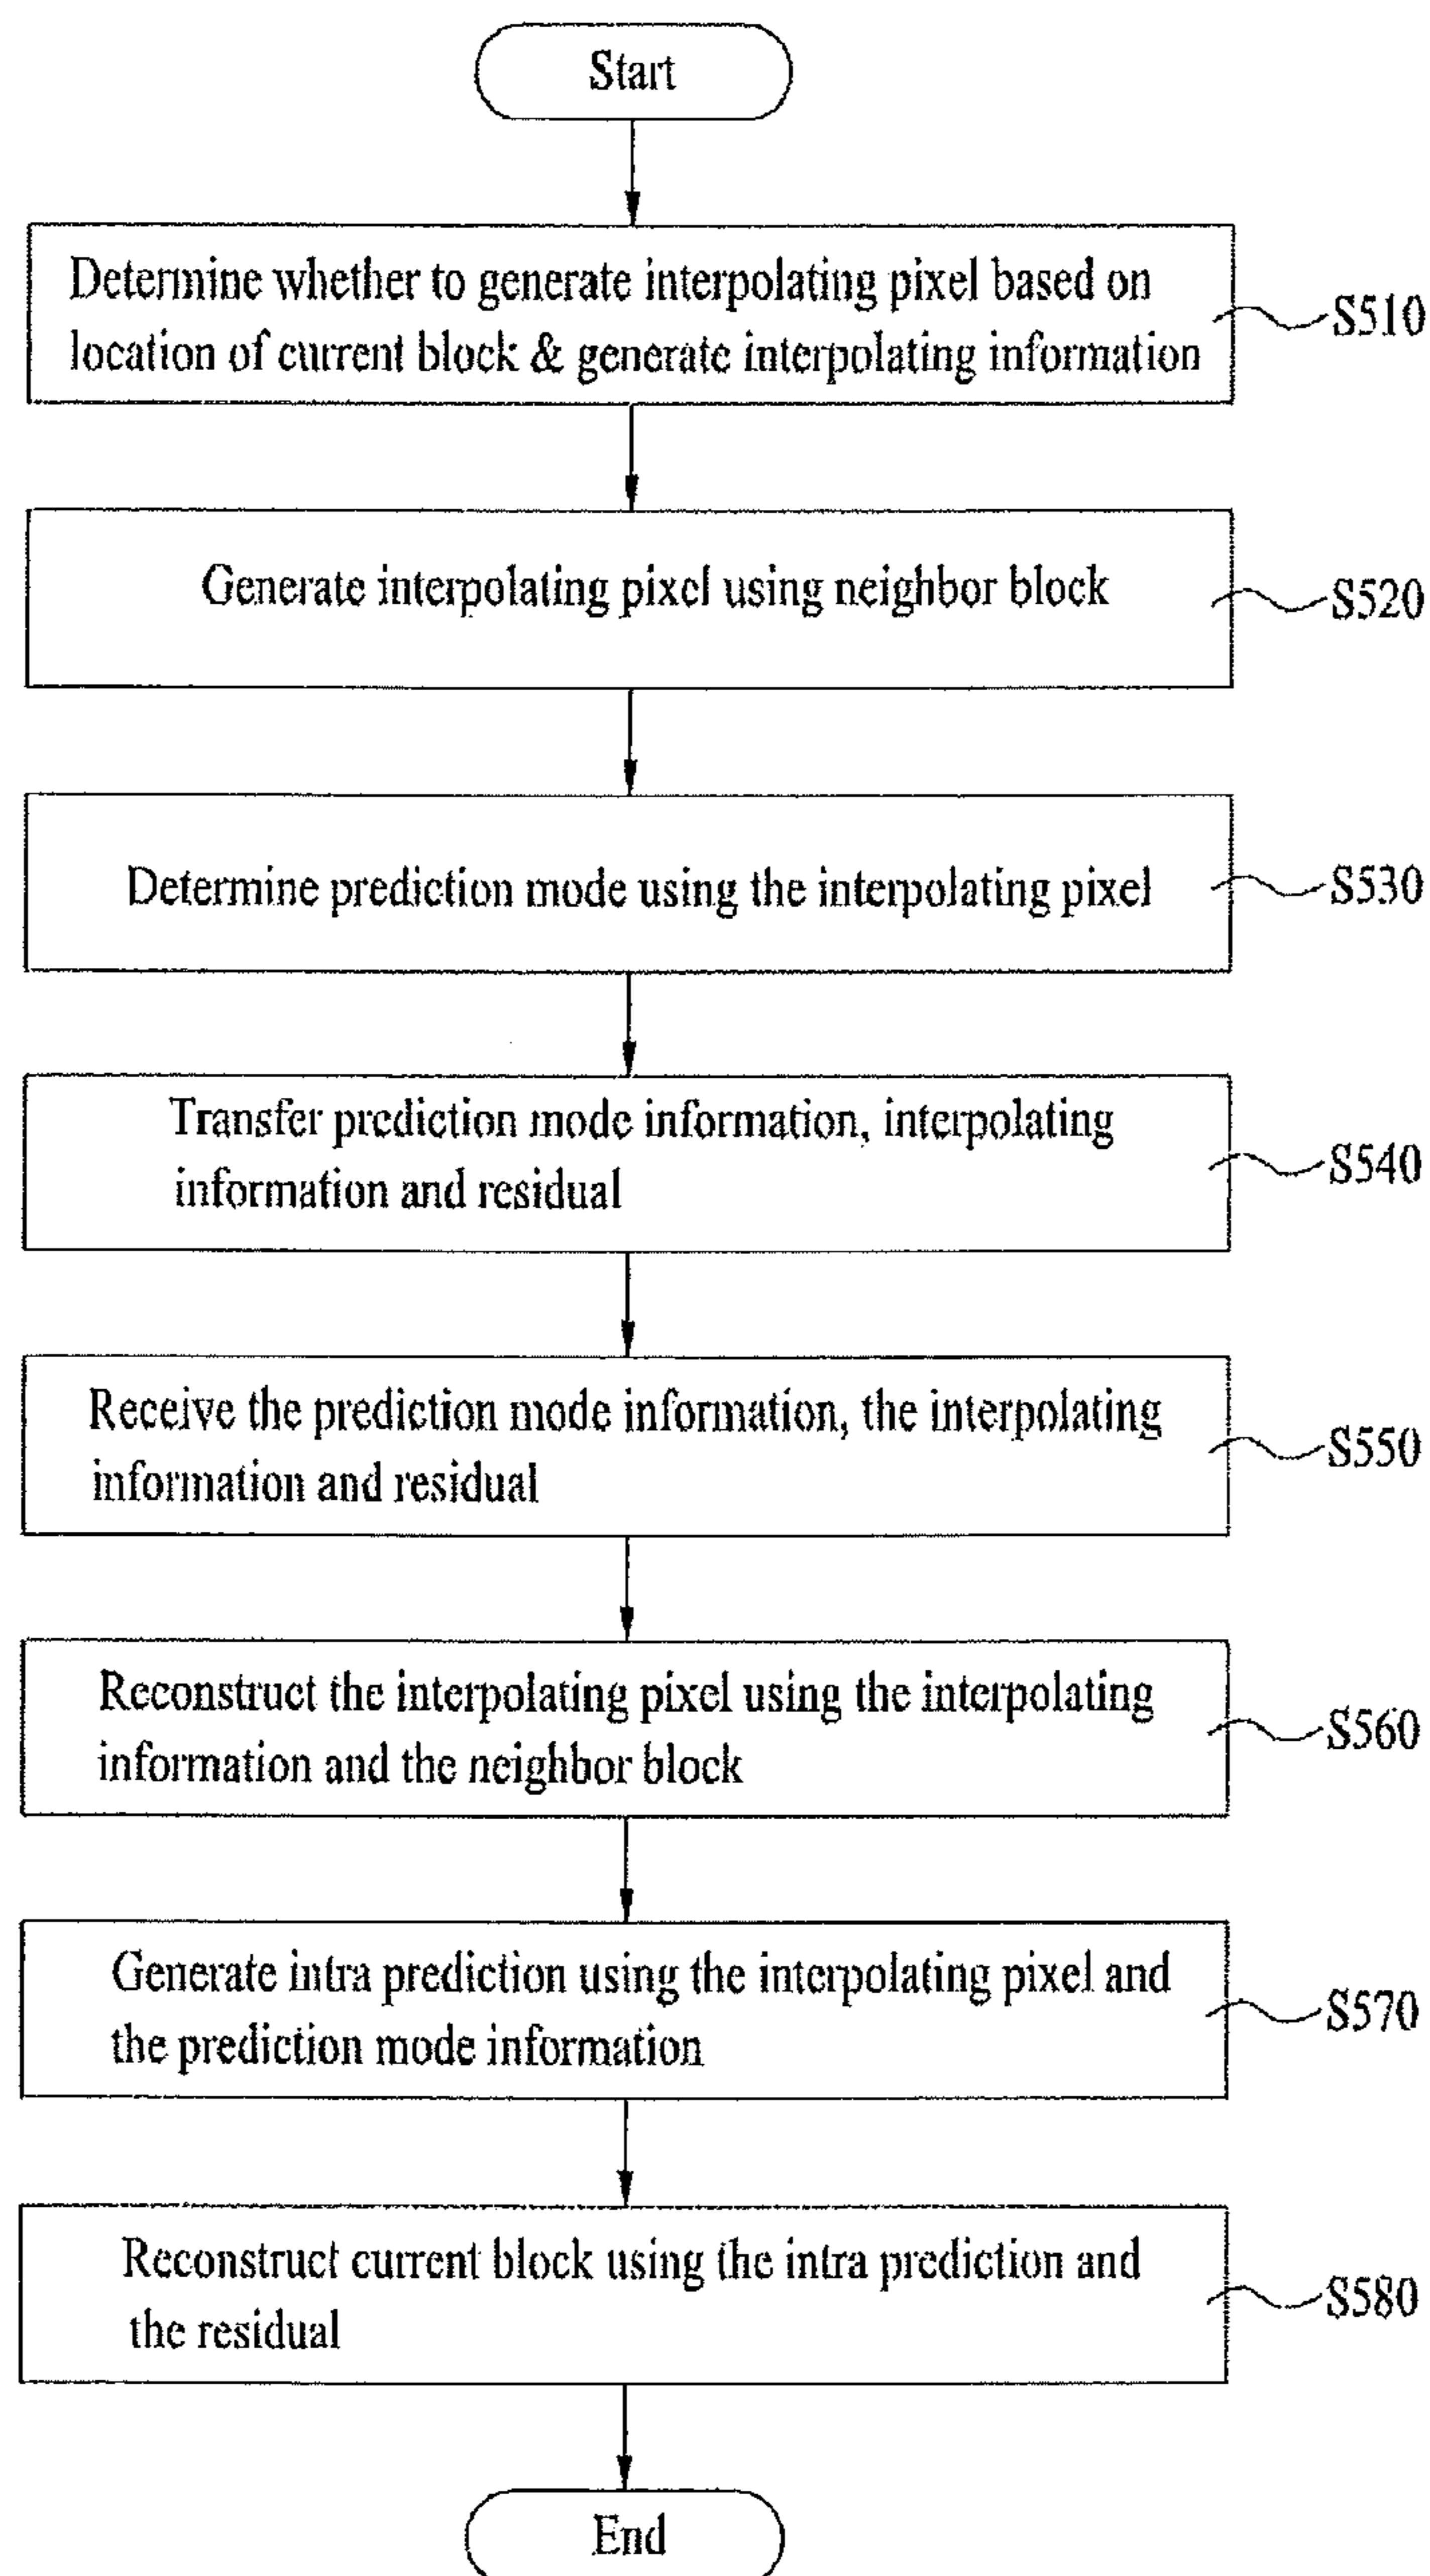 Start
Determine whether to generate interpolating pixel based on
location of current block & generate interpolating information
S510
Generate interpolating pixel using neighbor block
S520
Determine prediction mode using the interpolating pixel
S530
Transfer prediction mode information, interpolating
information and residual
S540
Receive the prediction mode information, the interpolating
information and residual
S550
Reconstruct the interpolating pixel using the interpolating
information and the neighbor block
S560
Generate intra prediction using the interpolating pixel and
the prediction mode information
S570
Reconstruct current block using the intra prediction and
the residual
S580
End